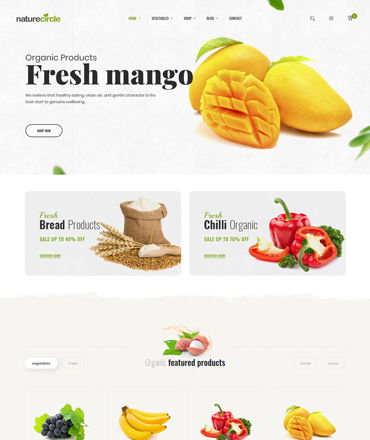 naturecircle
HOME VEGETABLES SHOP BLOG CONTACT
Organic Products
Fresh mango
We believe that healthy eating, clean air, and gentle character is the
best start to genuine wellbeing.
SHOP NOW
Fresh
Bread Products
SALE UP TO 40% OFF
DISCOVER NOW
Fresh
Chilli Organic
SALE UP TO 70% OFF
DISCOVER NOW
Organic featured products
vegetables fruits bread juices